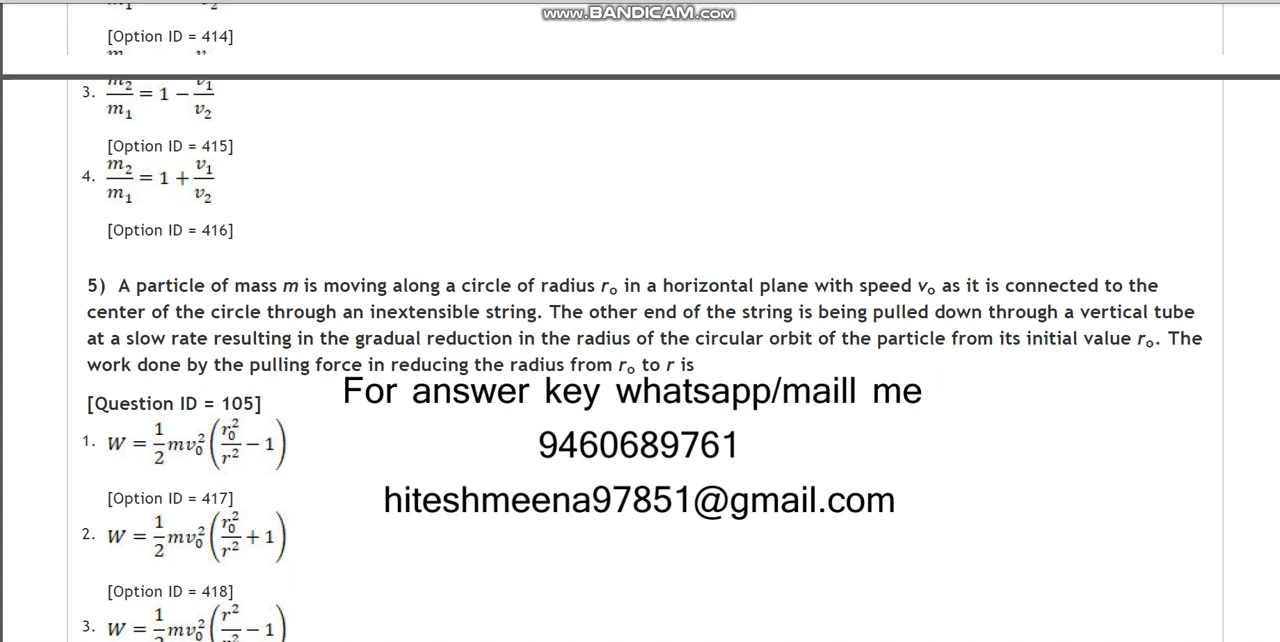 www.BANDICAM.com
[Option ID = 414]
3. m₂/m₁ = 1 − v₁/v₂
[Option ID = 415]
4. m₂/m₁ = 1 + v₁/v₂
[Option ID = 416]
5) A particle of mass m is moving along a circle of radius rₒ in a horizontal plane with speed vₒ as it is connected to the
center of the circle through an inextensible string. The other end of the string is being pulled down through a vertical tube
at a slow rate resulting in the gradual reduction in the radius of the circular orbit of the particle from its initial value rₒ. The
work done by the pulling force in reducing the radius from rₒ to r is
For answer key whatsapp/maill me
[Question ID = 105]
1. W = 1/2 mv₀² (r₀²/r² − 1)
9460689761
hiteshmeena97851@gmail.com
[Option ID = 417]
2. W = 1/2 mv₀² (r₀²/r² + 1)
[Option ID = 418]
3. W = 1/2 mv₀² (r²/ − 1)